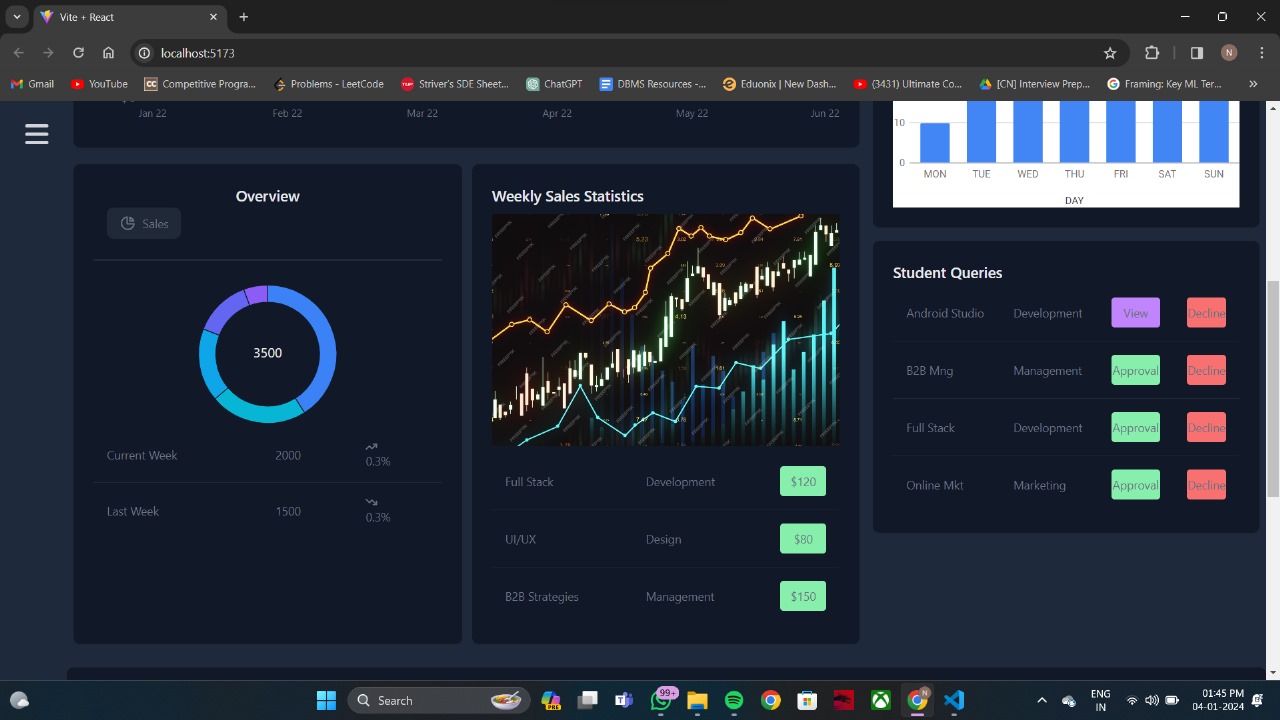 Vite + React
localhost:5173
N
Gmail
YouTube
CC Competitive Progra...
Problems - LeetCode
TUF Striver's SDE Sheet...
ChatGPT
DBMS Resources -...
Eduonix | New Dash...
(3431) Ultimate Co...
[CN] Interview Prep...
Framing: Key ML Ter...
Jan 22 Feb 22 Mar 22 Apr 22 May 22 Jun 22
Overview
Sales
3500
Current Week 2000 0.3%
Last Week 1500 0.3%
Weekly Sales Statistics
Full Stack Development $120
UI/UX Design $80
B2B Strategies Management $150
10
0
MON TUE WED THU FRI SAT SUN
DAY
Student Queries
Android Studio Development View Decline
B2B Mng Management Approval Decline
Full Stack Development Approval Decline
Online Mkt Marketing Approval Decline
Search
PRE
99+
N
ENG
IN
01:45 PM
04-01-2024